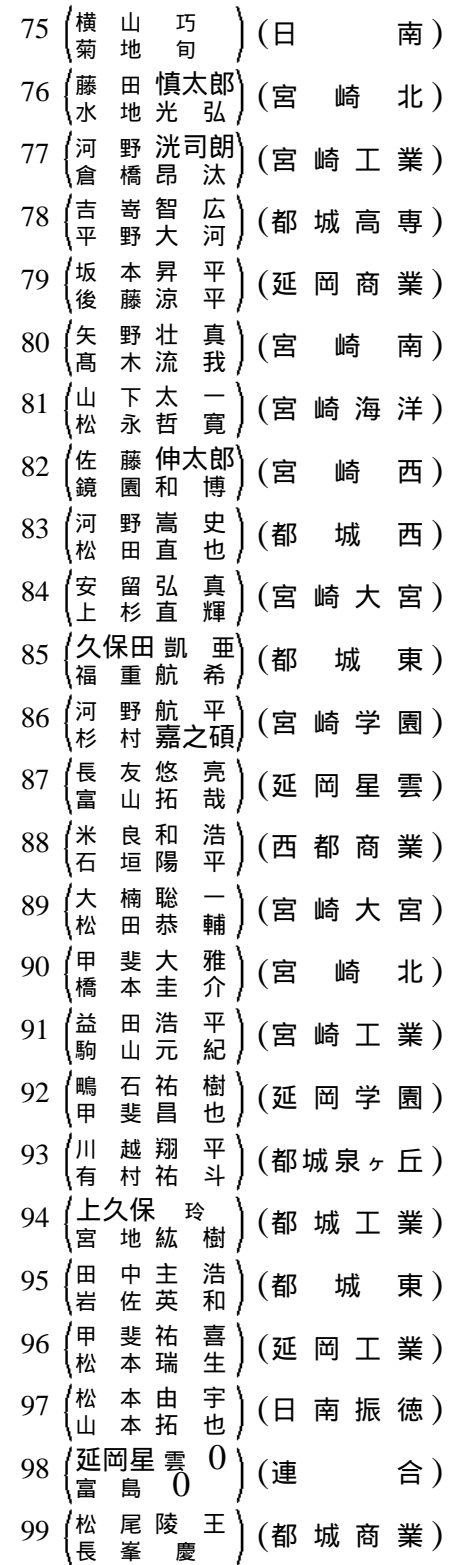 75 (横山 巧 菊地 旬) (日南)
76 (藤田慎太郎 水地光弘) (宮崎北)
77 (河野洸司朗 倉橋昂汰) (宮崎工業)
78 (吉嵜智広 平野大河) (都城高専)
79 (坂本昇平 後藤涼平) (延岡商業)
80 (矢野壮真 髙木流我) (宮崎南)
81 (山下太一 松永哲寛) (宮崎海洋)
82 (佐藤伸太郎 鏡園和博) (宮崎西)
83 (河野嵩史 松田直也) (都城西)
84 (安留弘真 上杉直輝) (宮崎大宮)
85 (久保田凱亜 福重航希) (都城東)
86 (河野航平 杉村嘉之碩) (宮崎学園)
87 (長友悠亮 富山拓哉) (延岡星雲)
88 (米良和浩 石垣陽平) (西都商業)
89 (大楠聡一 松田恭輔) (宮崎大宮)
90 (甲斐大雅 橋本圭介) (宮崎北)
91 (益田浩平 駒山元紀) (宮崎工業)
92 (鴫石祐樹 甲斐昌也) (延岡学園)
93 (川越翔平 有村祐斗) (都城泉ヶ丘)
94 (上久保 玲 宮地紘樹) (都城工業)
95 (田中主浩 岩佐英和) (都城東)
96 (甲斐祐喜 松本瑞生) (延岡工業)
97 (松本由宇 山本拓也) (日南振徳)
98 (延岡星雲 0 富島 0) (連合)
99 (松尾陵王 長峯 慶) (都城商業)